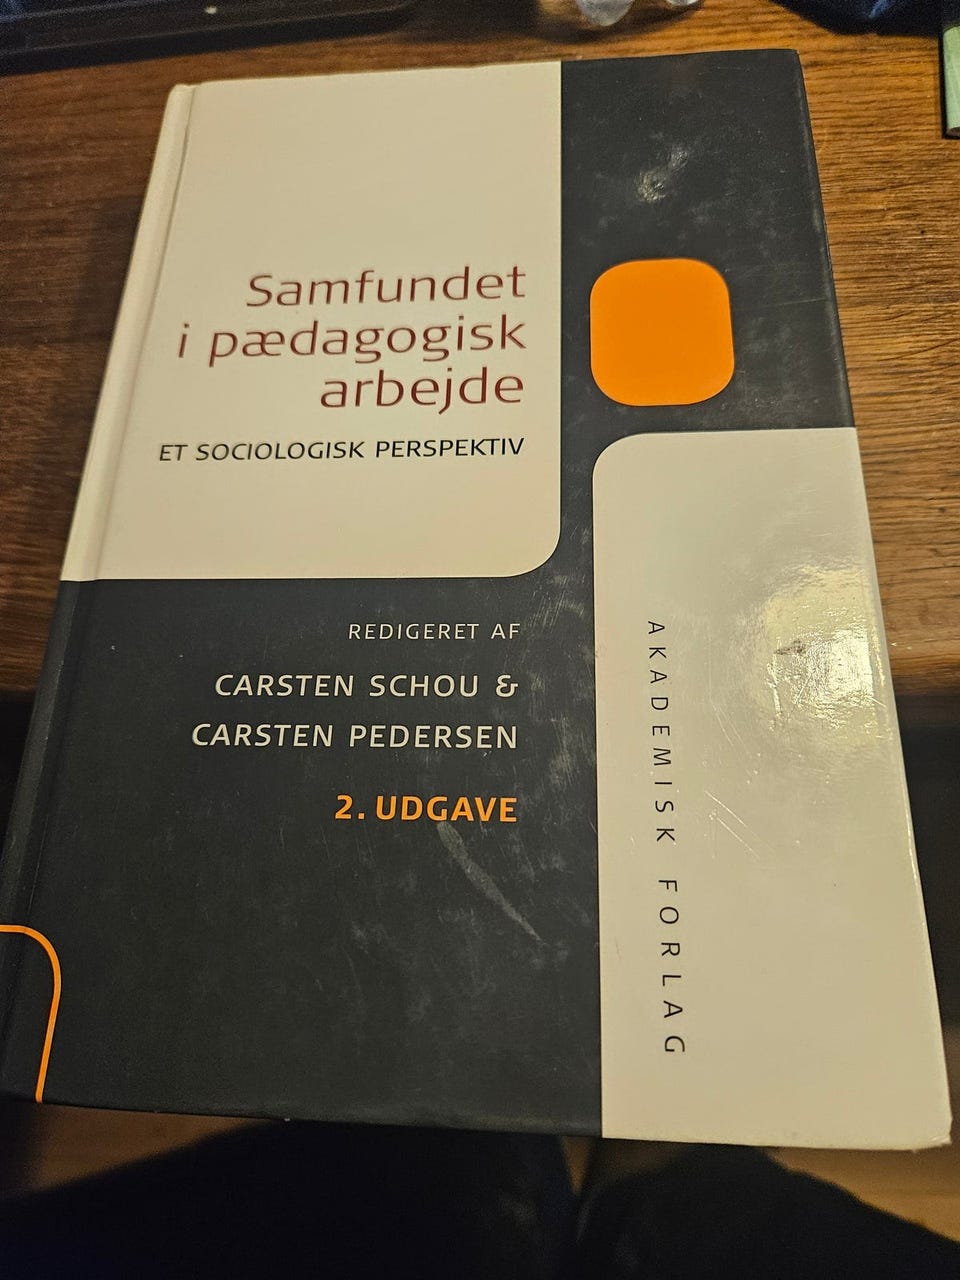 Samfundet
i pædagogisk
arbejde
ET SOCIOLOGISK PERSPEKTIV
REDIGERET AF
CARSTEN SCHOU &
CARSTEN PEDERSEN
2. UDGAVE
AKADEMISK FORLAG